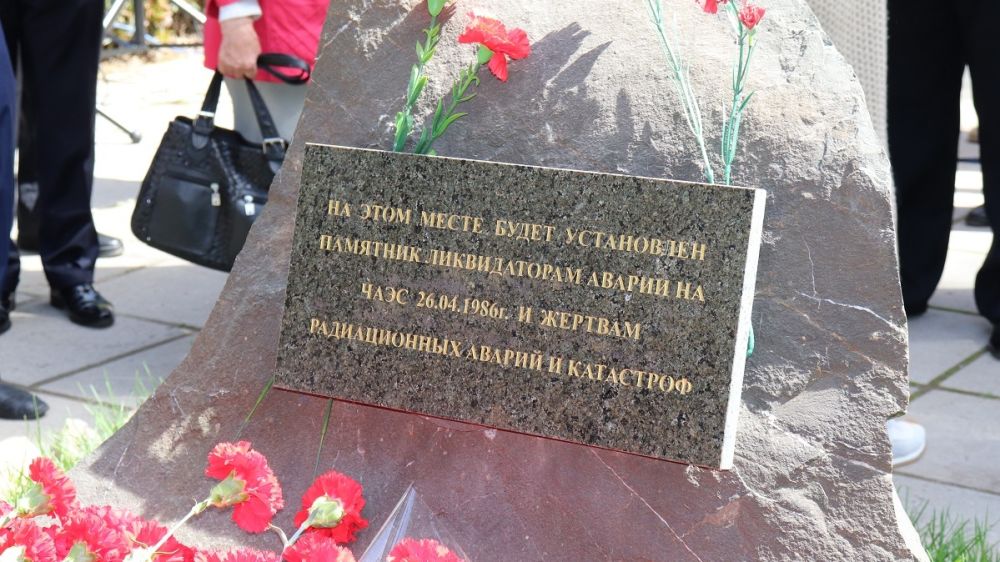 НА ЭТОМ МЕСТЕ БУДЕТ УСТАНОВЛЕН
ПАМЯТНИК ЛИКВИДАТОРАМ АВАРИИ НА
ЧАЭС 26.04.1986г. И ЖЕРТВАМ
РАДИАЦИОННЫХ АВАРИЙ И КАТАСТРОФ